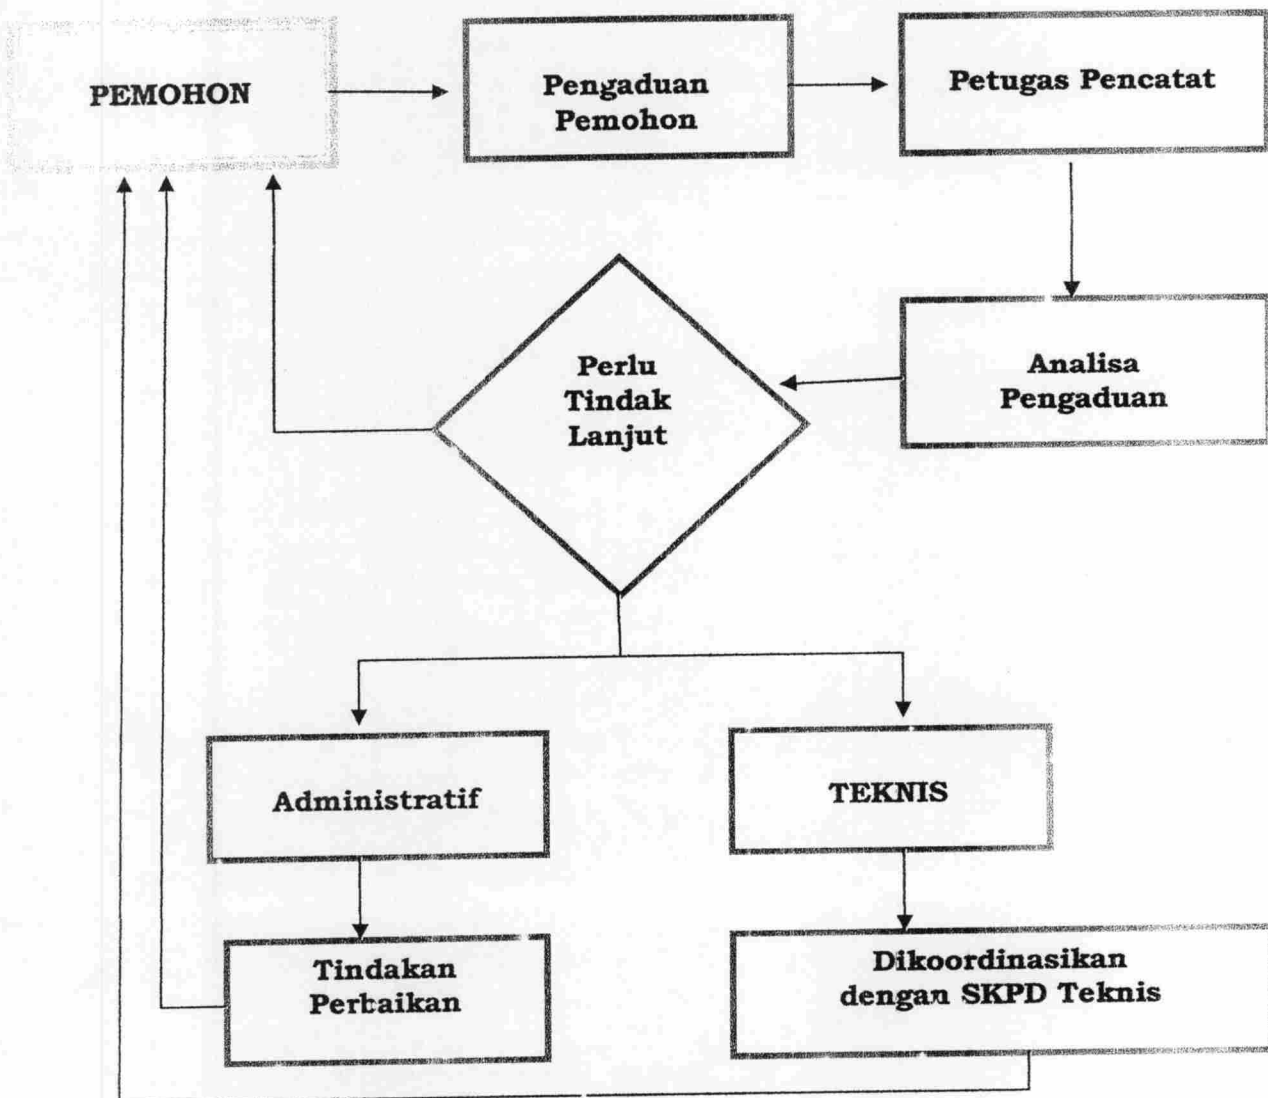 PEMOHON
Pengaduan
Pemohon
Petugas Pencatat
Perlu
Tindak
Lanjut
Analisa
Pengaduan
Administratif
TEKNIS
Tindakan
Perbaikan
Dikoordinasikan
dengan SKPD Teknis